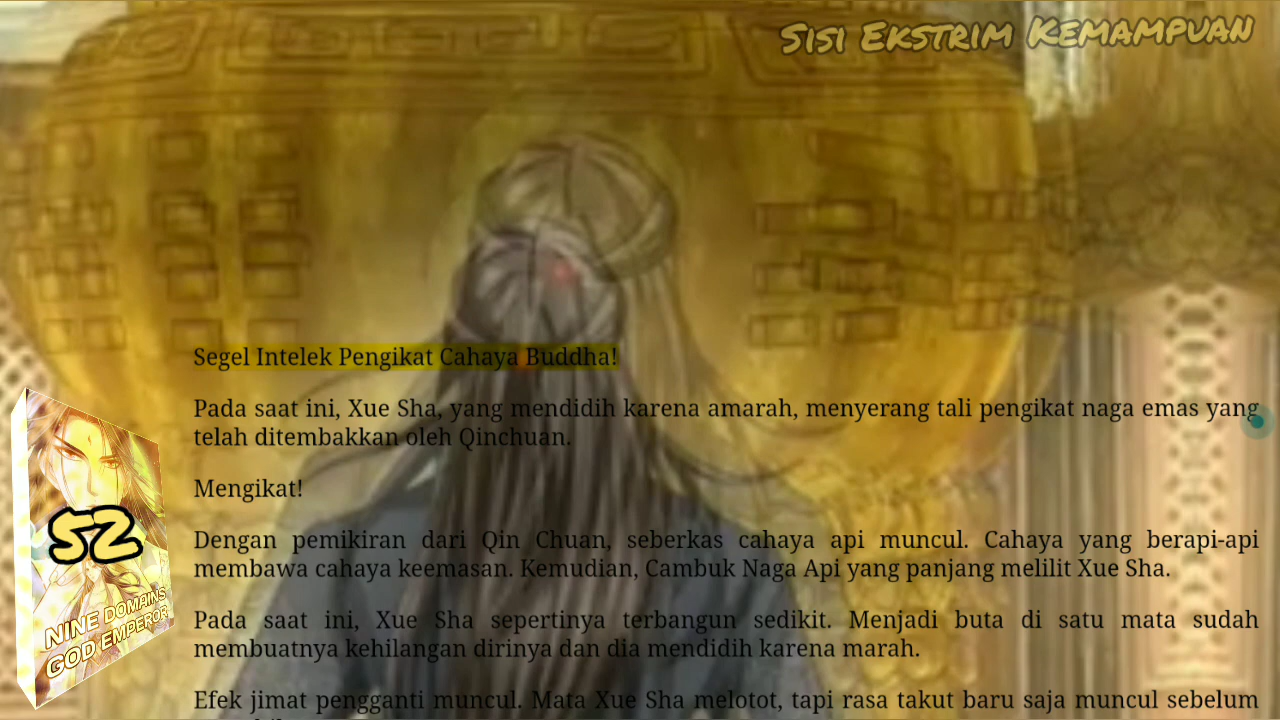 Sisi Ekstrim Kemampuan
Segel Intelek Pengikat Cahaya Buddha!
Pada saat ini, Xue Sha, yang mendidih karena amarah, menyerang tali pengikat naga emas yang
telah ditembakkan oleh Qinchuan.
Mengikat!
Dengan pemikiran dari Qin Chuan, seberkas cahaya api muncul. Cahaya yang berapi-api
membawa cahaya keemasan. Kemudian, Cambuk Naga Api yang panjang melilit Xue Sha.
Pada saat ini, Xue Sha sepertinya terbangun sedikit. Menjadi buta di satu mata sudah
membuatnya kehilangan dirinya dan dia mendidih karena marah.
Efek jimat pengganti muncul. Mata Xue Sha melotot, tapi rasa takut baru saja muncul sebelum
52
NINE DOMAINS
GOD EMPEROR